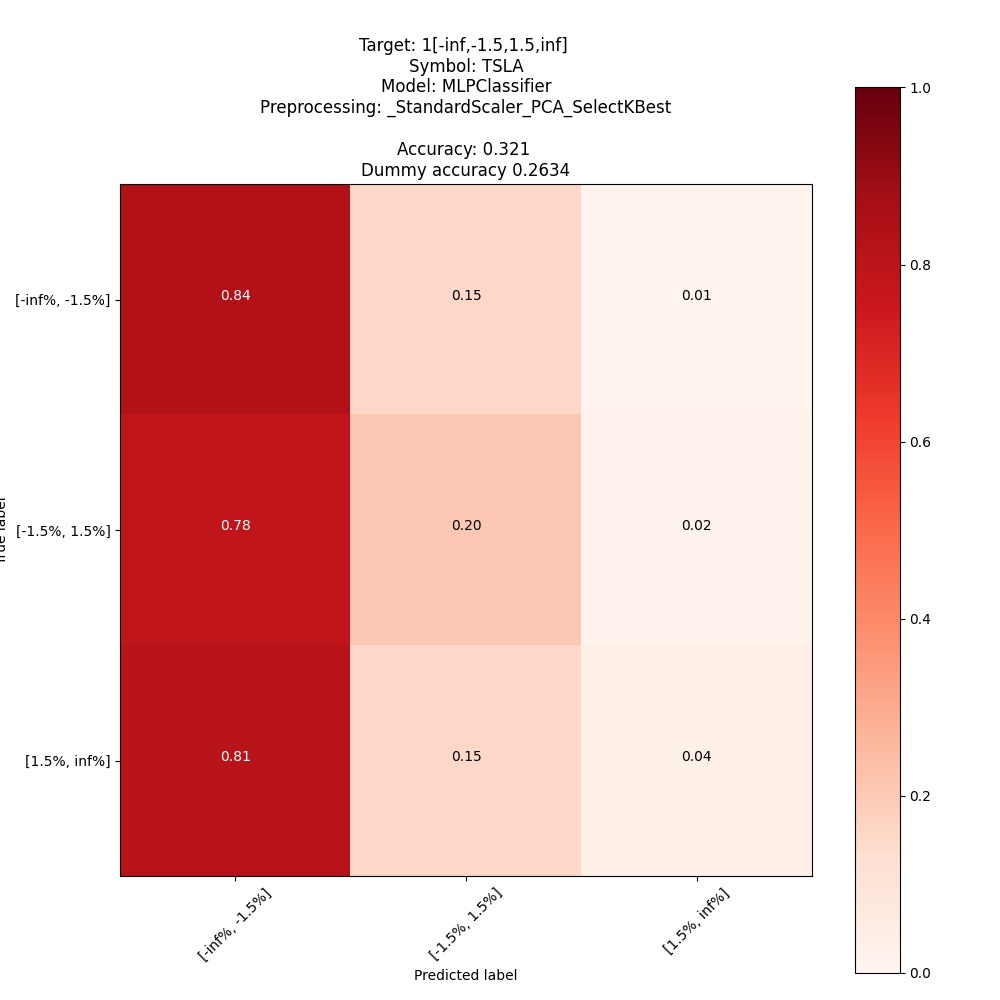 Target: 1[-inf,-1.5,1.5,inf]
Symbol: TSLA
Model: MLPClassifier
Preprocessing: _StandardScaler_PCA_SelectKBest
Accuracy: 0.321
Dummy accuracy 0.2634
[-inf%, -1.5%]
0.84
0.15
0.01
[-1.5%, 1.5%]
0.78
0.20
0.02
[1.5%, inf%]
0.81
0.15
0.04
[-inf%, -1.5%]
[-1.5%, 1.5%]
[1.5%, inf%]
Predicted label
1.0
0.8
0.6
0.4
0.2
0.0